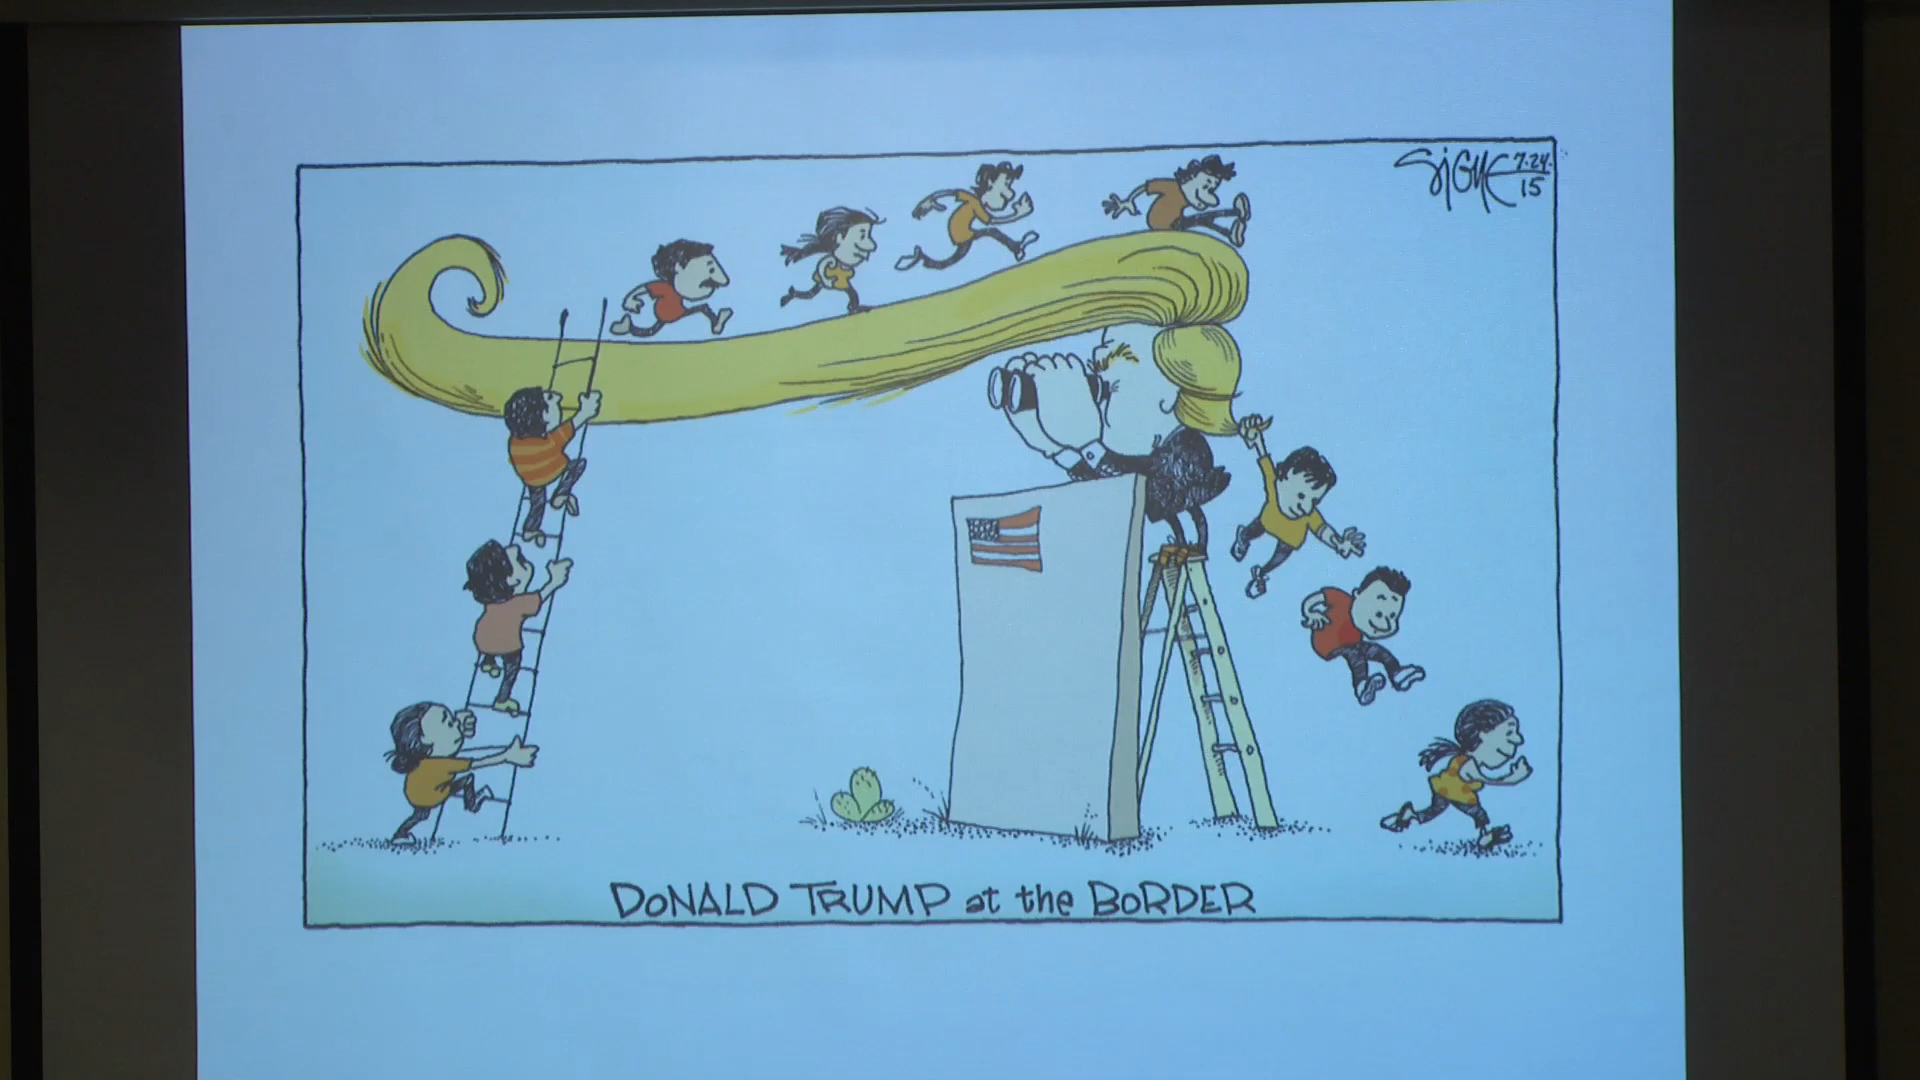 SIGNE 7-24-
15
DONALD TRUMP at the BORDER